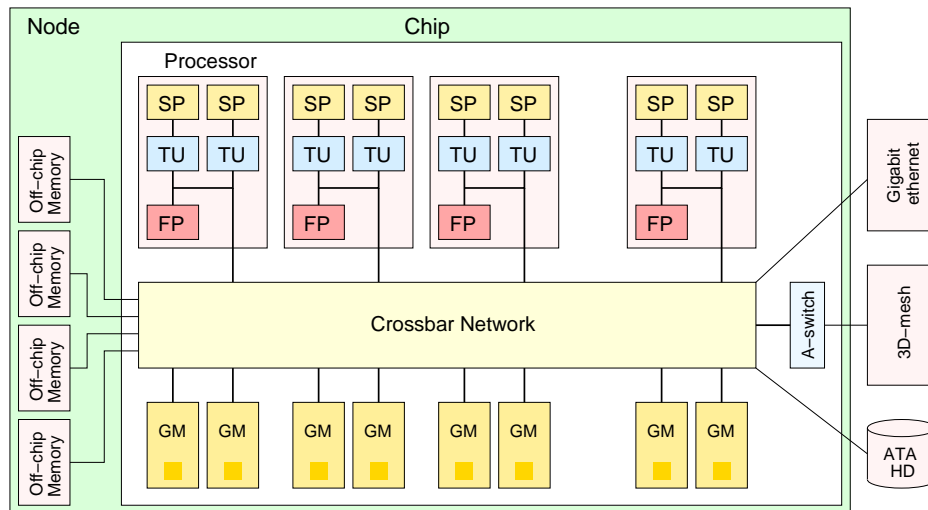 Node
Chip
Processor
SP SP SP SP SP SP SP SP
TU TU TU TU TU TU TU TU
FP FP FP FP
Off-chip
Memory
Off-chip
Memory
Off-chip
Memory
Off-chip
Memory
Crossbar Network
GM GM GM GM GM GM GM GM
A-switch
Gigabit
ethernet
3D-mesh
ATA
HD